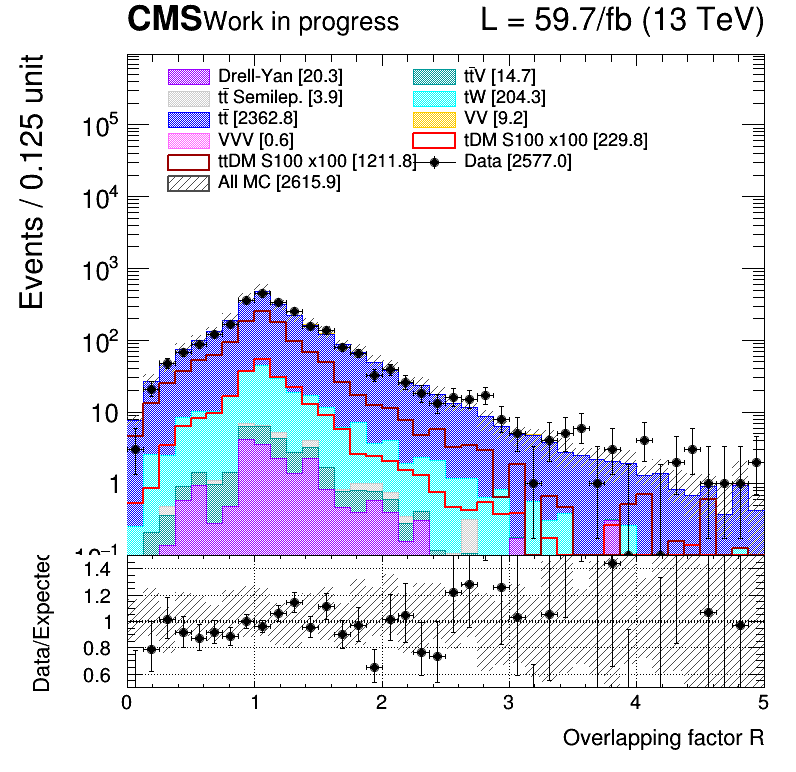 CMS Work in progress L = 59.7/fb (13 TeV)
Events / 0.125 unit
Drell-Yan [20.3] tt̄V [14.7]
tt̄ Semilep. [3.9] tW [204.3]
tt̄ [2362.8] VV [9.2]
VVV [0.6] tDM S100 x100 [229.8]
ttDM S100 x100 [1211.8] Data [2577.0]
All MC [2615.9]
10⁵
10⁴
10³
10²
10
1
10⁻¹
Data/Expected
1.4
1.2
1
0.8
0.6
0 1 2 3 4 5
Overlapping factor R